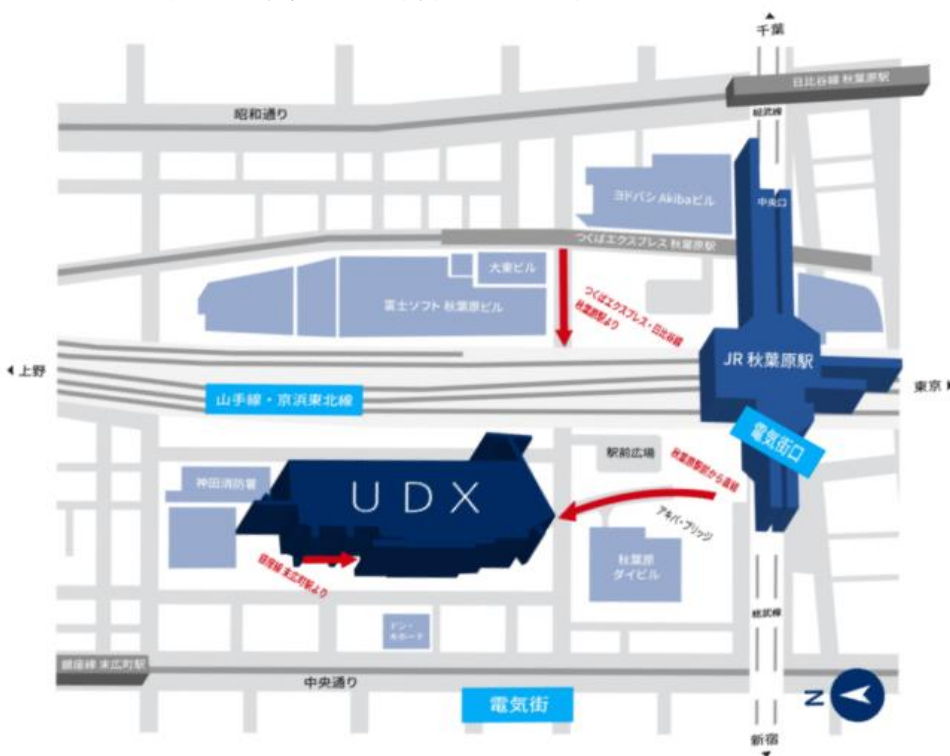 千葉
日比谷線 秋葉原駅
総武線
昭和通り
ヨドバシAkibaビル
中央口
つくばエクスプレス 秋葉原駅
大東ビル
富士ソフト 秋葉原ビル
つくばエクスプレス・日比谷線
秋葉原駅より
JR 秋葉原駅
上野
東京
山手線・京浜東北線
電気街口
駅前広場
秋葉原駅前から直結
神田消防署
UDX
アキバ・ブリッジ
秋葉原
ダイビル
銀座線 末広町駅より
ドン・
キホーテ
総武線
銀座線 末広町駅
中央通り
電気街
N
新宿